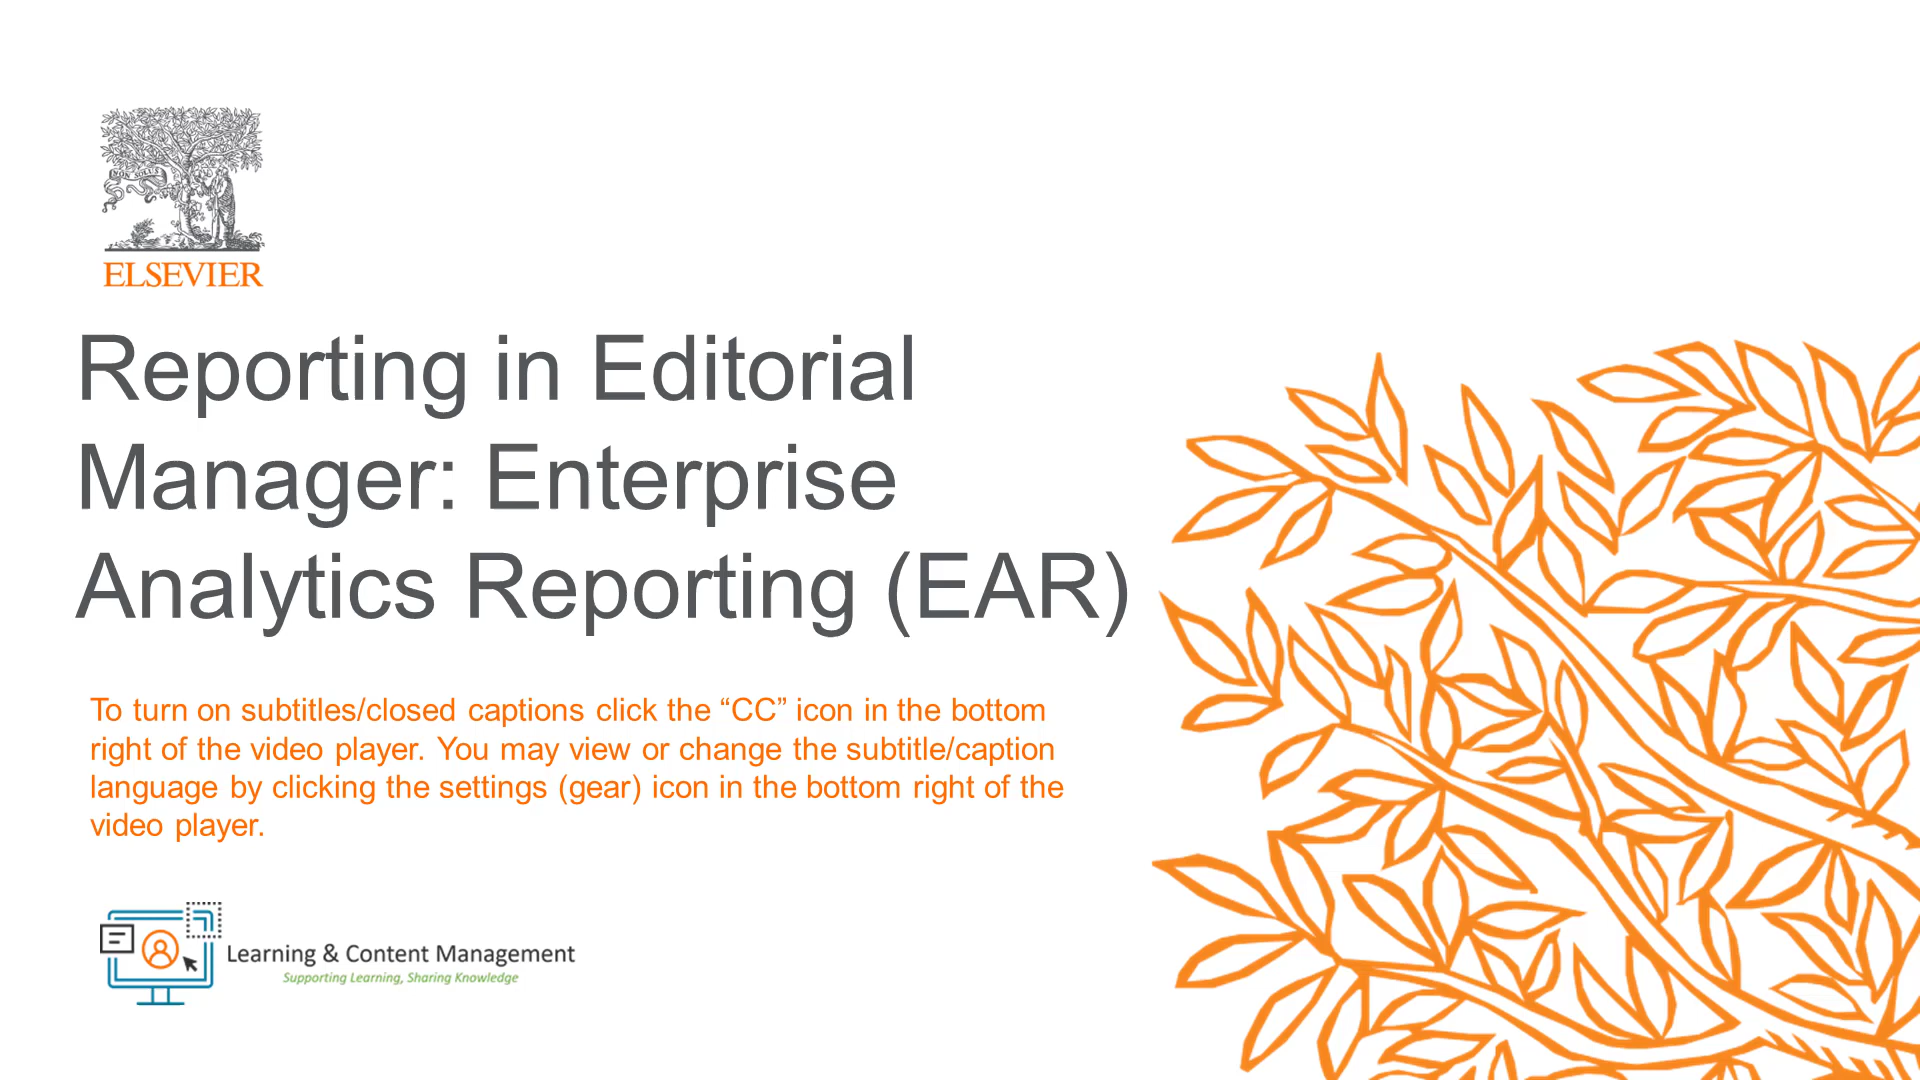 NON SOLUS
ELSEVIER
Reporting in Editorial
Manager: Enterprise
Analytics Reporting (EAR)
To turn on subtitles/closed captions click the “CC” icon in the bottom
right of the video player. You may view or change the subtitle/caption
language by clicking the settings (gear) icon in the bottom right of the
video player.
Learning & Content Management
Supporting Learning, Sharing Knowledge